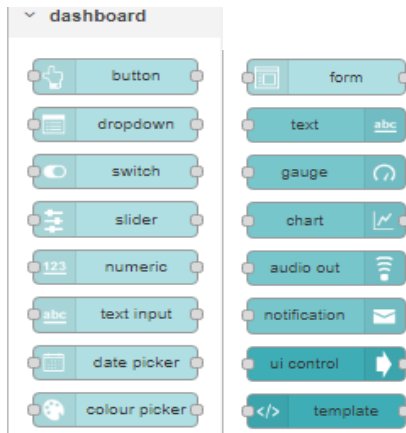 dashboard
button
dropdown
switch
slider
123 numeric
abc text input
date picker
colour picker
form
text abc
gauge
chart
audio out
notification
ui control
</> template